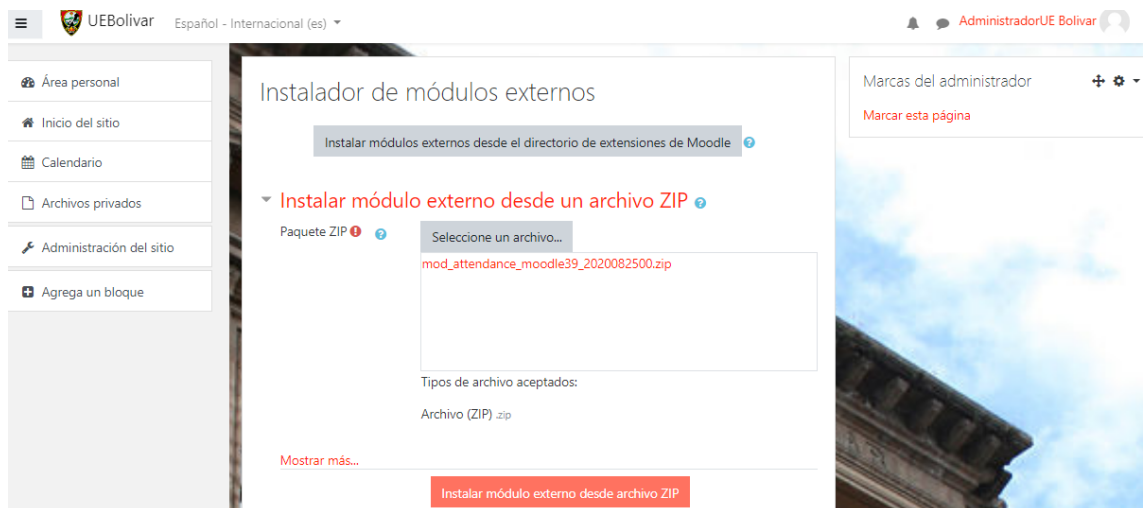 UEBolivar Español - Internacional (es)
AdministradorUE Bolivar
Área personal
Inicio del sitio
Calendario
Archivos privados
Administración del sitio
Agrega un bloque
Instalador de módulos externos
Instalar módulos externos desde el directorio de extensiones de Moodle
Instalar módulo externo desde un archivo ZIP
Paquete ZIP
Seleccione un archivo...
mod_attendance_moodle39_2020082500.zip
Tipos de archivo aceptados:
Archivo (ZIP) .zip
Mostrar más...
Instalar módulo externo desde archivo ZIP
Marcas del administrador
Marcar esta página